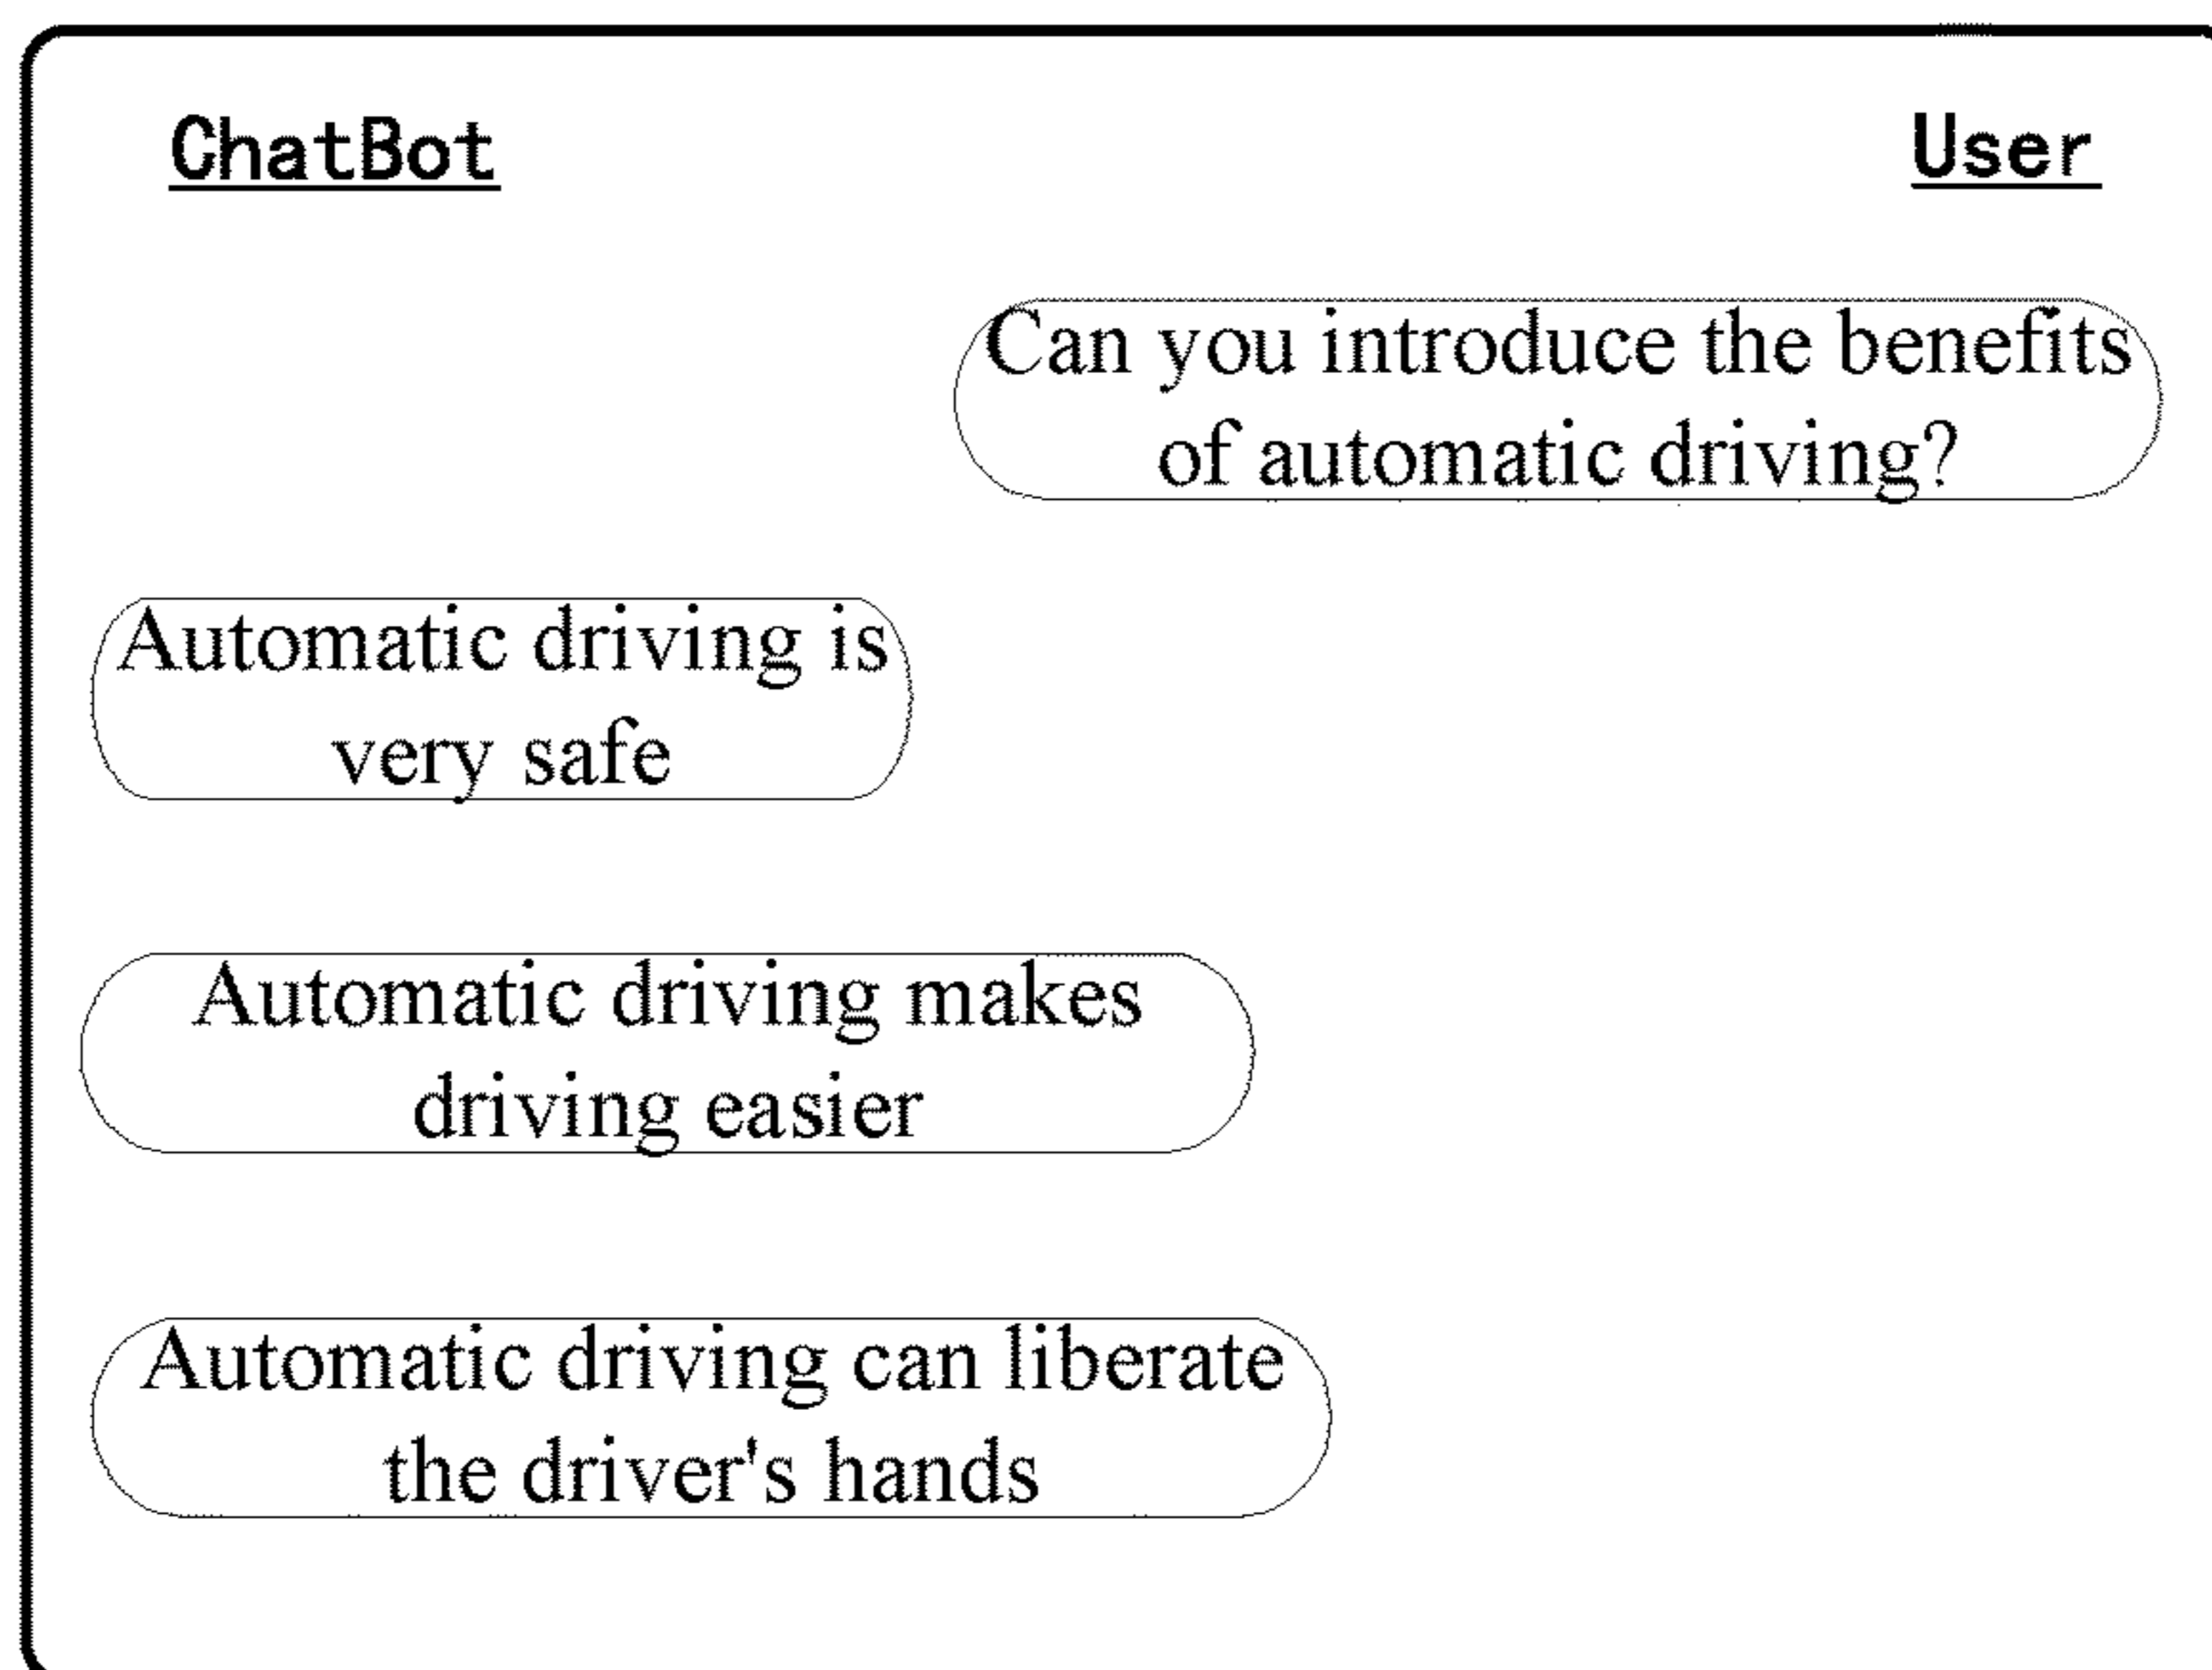 ChatBot
User
Can you introduce the benefits
of automatic driving?
Automatic driving is
very safe
Automatic driving makes
driving easier
Automatic driving can liberate
the driver's hands